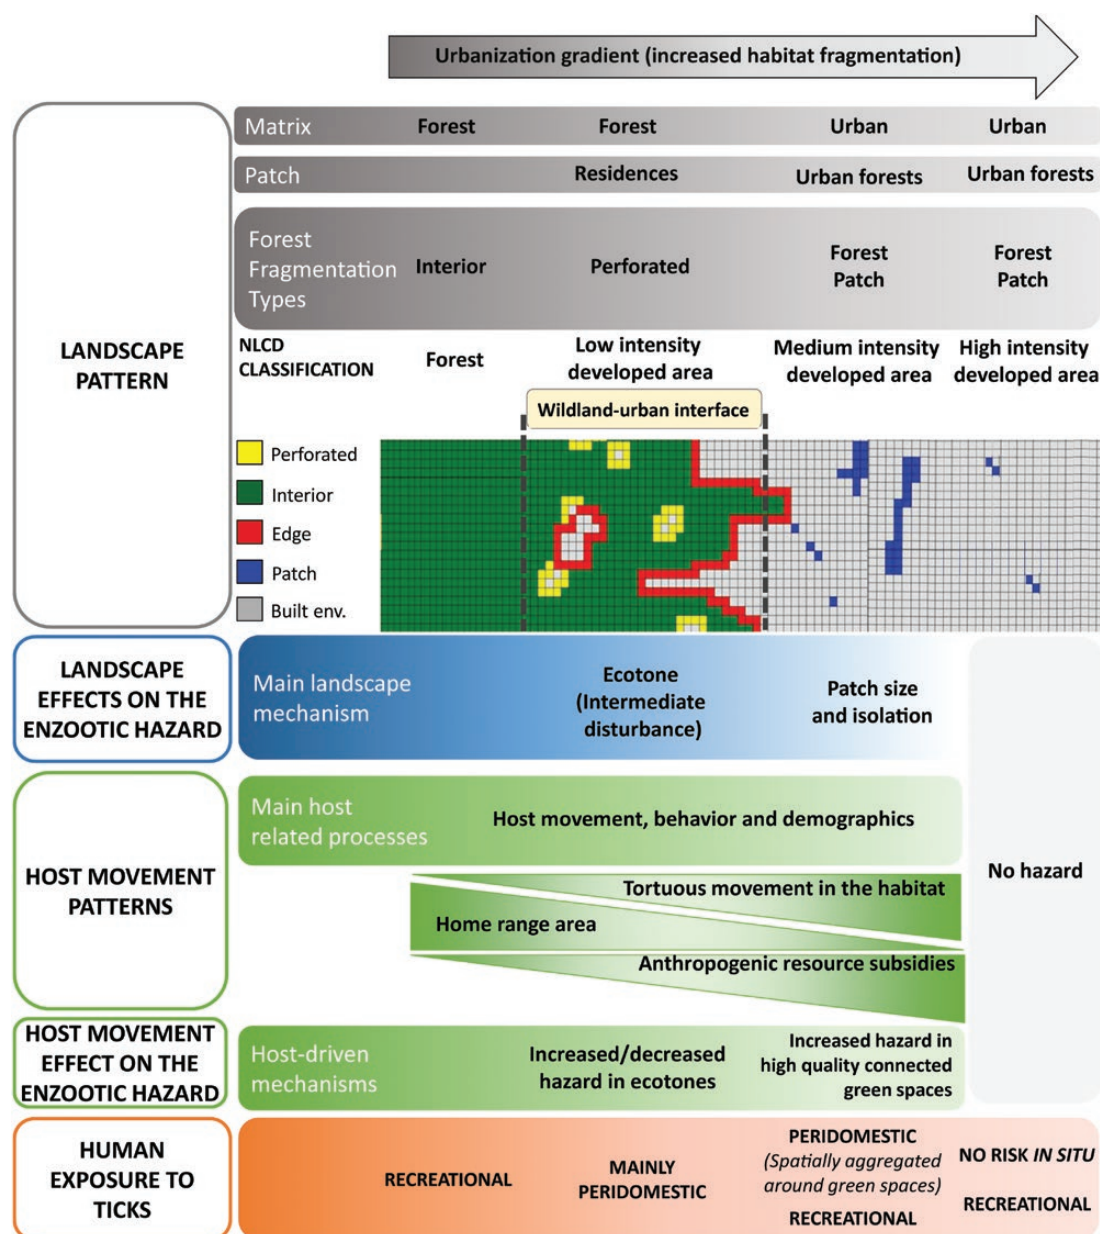 Urbanization gradient (increased habitat fragmentation)
LANDSCAPE
PATTERN
Matrix
Forest
Forest
Urban
Urban
Patch
Residences
Urban forests
Urban forests
Forest
Fragmentation
Types
Interior
Perforated
Forest
Patch
Forest
Patch
NLCD
CLASSIFICATION
Forest
Low intensity
developed area
Medium intensity
developed area
High intensity
developed area
Wildland-urban interface
Perforated
Interior
Edge
Patch
Built env.
LANDSCAPE
EFFECTS ON THE
ENZOOTIC HAZARD
Main landscape
mechanism
Ecotone
(Intermediate
disturbance)
Patch size
and isolation
HOST MOVEMENT
PATTERNS
Main host
related processes
Host movement, behavior and demographics
Tortuous movement in the habitat
Home range area
Anthropogenic resource subsidies
No hazard
HOST MOVEMENT
EFFECT ON THE
ENZOOTIC HAZARD
Host-driven
mechanisms
Increased/decreased
hazard in ecotones
Increased hazard in
high quality connected
green spaces
HUMAN
EXPOSURE TO
TICKS
RECREATIONAL
MAINLY
PERIDOMESTIC
PERIDOMESTIC
(Spatially aggregated
around green spaces)
RECREATIONAL
NO RISK IN SITU
RECREATIONAL